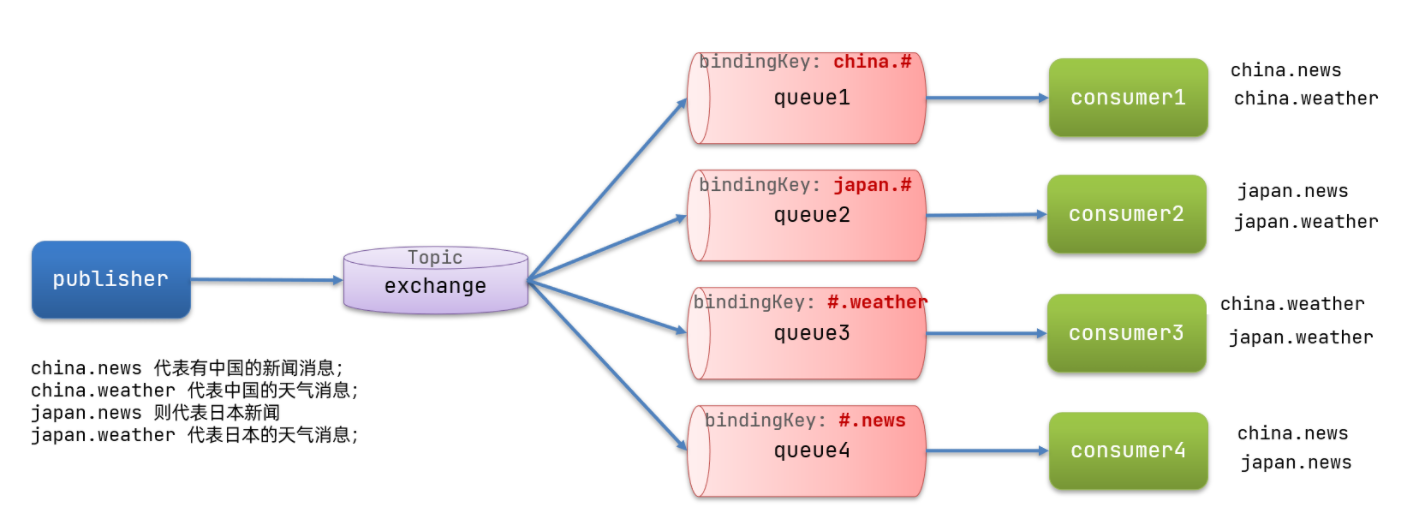 bindingKey: china.#
queue1
consumer1
china.news
china.weather
bindingKey: japan.#
queue2
consumer2
japan.news
japan.weather
publisher
Topic
exchange
bindingKey: #.weather
queue3
consumer3
china.weather
japan.weather
china.news 代表有中国的新闻消息;
china.weather 代表中国的天气消息;
japan.news 则代表日本新闻
japan.weather 代表日本的天气消息;
bindingKey: #.news
queue4
consumer4
china.news
japan.news